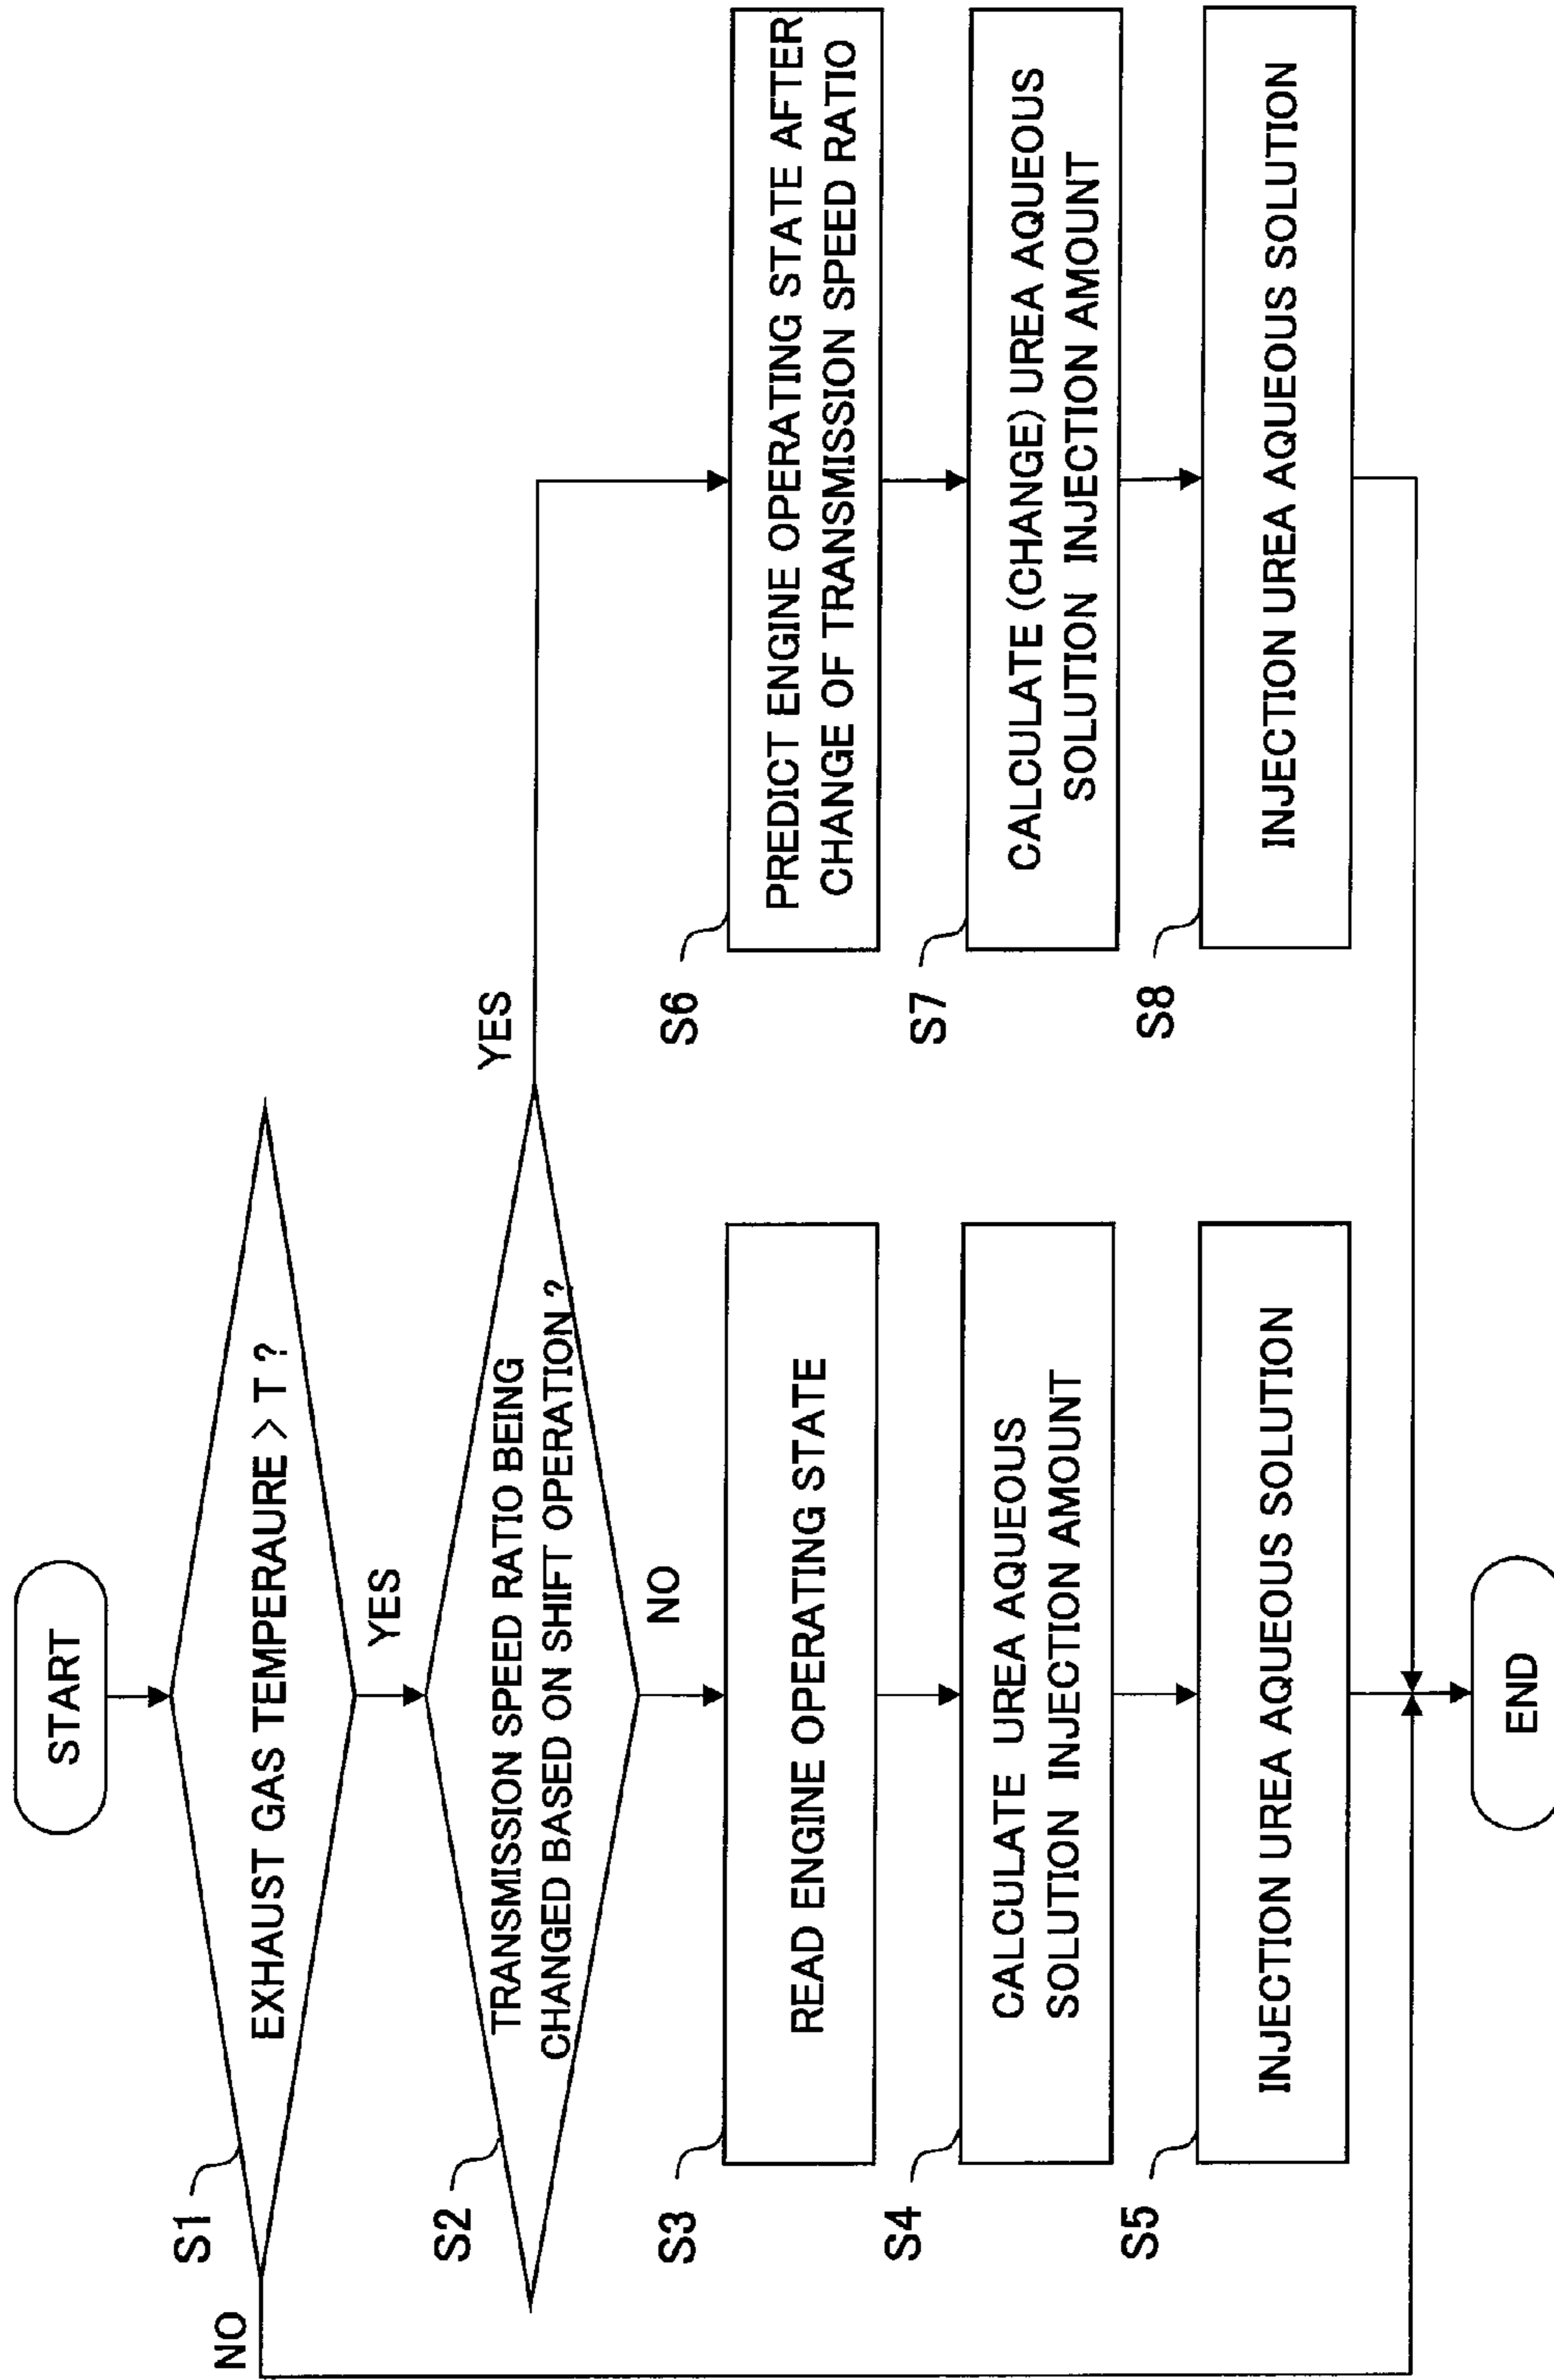 START
S1
EXHAUST GAS TEMPERAURE > T ?
NO
YES
S2
TRANSMISSION SPEED RATIO BEING
CHANGED BASED ON SHIFT OPERATION ?
YES
NO
S3
READ ENGINE OPERATING STATE
S4
CALCULATE UREA AQUEOUS
SOLUTION INJECTION AMOUNT
S5
INJECTION UREA AQUEOUS SOLUTION
S6
PREDICT ENGINE OPERATING STATE AFTER
CHANGE OF TRANSMISSION SPEED RATIO
S7
CALCULATE (CHANGE) UREA AQUEOUS
SOLUTION INJECTION AMOUNT
S8
INJECTION UREA AQUEOUS SOLUTION
END